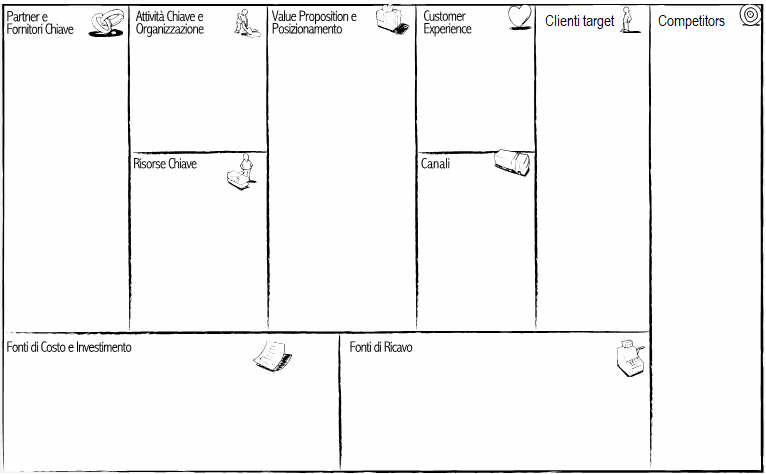 Partner e
Fornitori Chiave
Attività Chiave e
Organizzazione
Value Proposition e
Posizionamento
Customer
Experience
Clienti target
Competitors
Risorse Chiave
Canali
Fonti di Costo e Investimento
Fonti di Ricavo